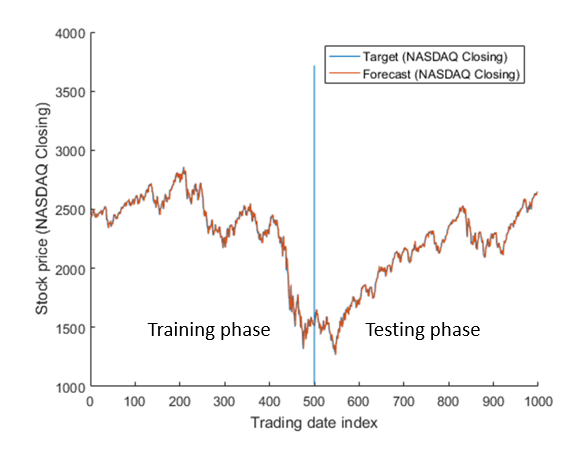 4000
Target (NASDAQ Closing)
Forecast (NASDAQ Closing)
3500
3000
2500
2000
1500
1000
Stock price (NASDAQ Closing)
Training phase
Testing phase
0 100 200 300 400 500 600 700 800 900 1000
Trading date index